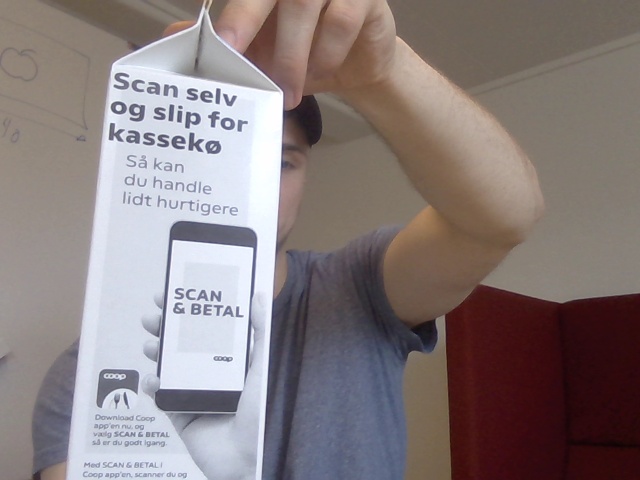 Scan selv
og slip for
kassekø
Så kan
du handle
lidt hurtigere
SCAN
& BETAL
coop
coop
Download Coop
app'en nu, og
vælg SCAN & BETAL
så er du godt igang.
Med SCAN & BETAL i
Coop app'en, scanner du og